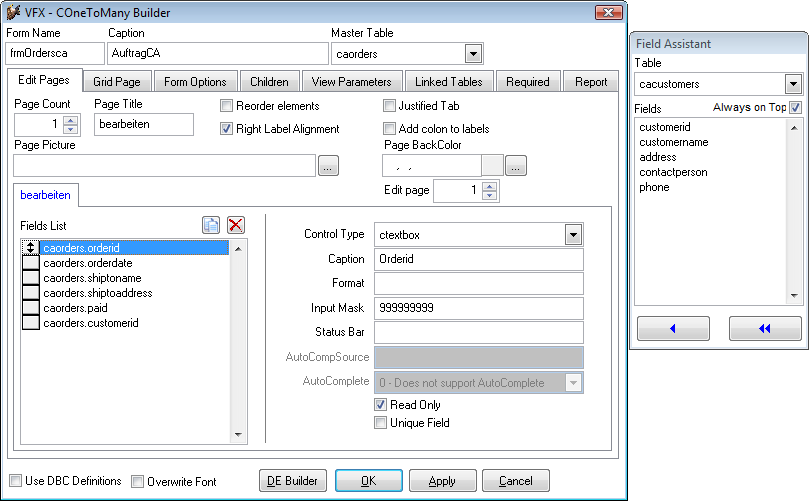 VFX - COneToMany Builder
Form Name Caption Master Table
frmOrdersca AuftragCA caorders
Edit Pages Grid Page Form Options Children View Parameters Linked Tables Required Report
Page Count Page Title Reorder elements Justified Tab
1 bearbeiten Right Label Alignment Add colon to labels
Page Picture Page BackColor
... , , ...
Edit page 1
bearbeiten
Fields List
caorders.orderid
caorders.orderdate
caorders.shiptoname
caorders.shiptoaddress
caorders.paid
caorders.customerid
Control Type ctextbox
Caption Orderid
Format
Input Mask 999999999
Status Bar
AutoCompSource
AutoComplete 0 - Does not support AutoComplete
Read Only
Unique Field
Use DBC Definitions Overwrite Font DE Builder OK Apply Cancel
Field Assistant
Table
cacustomers
Fields Always on Top
customerid
customername
address
contactperson
phone